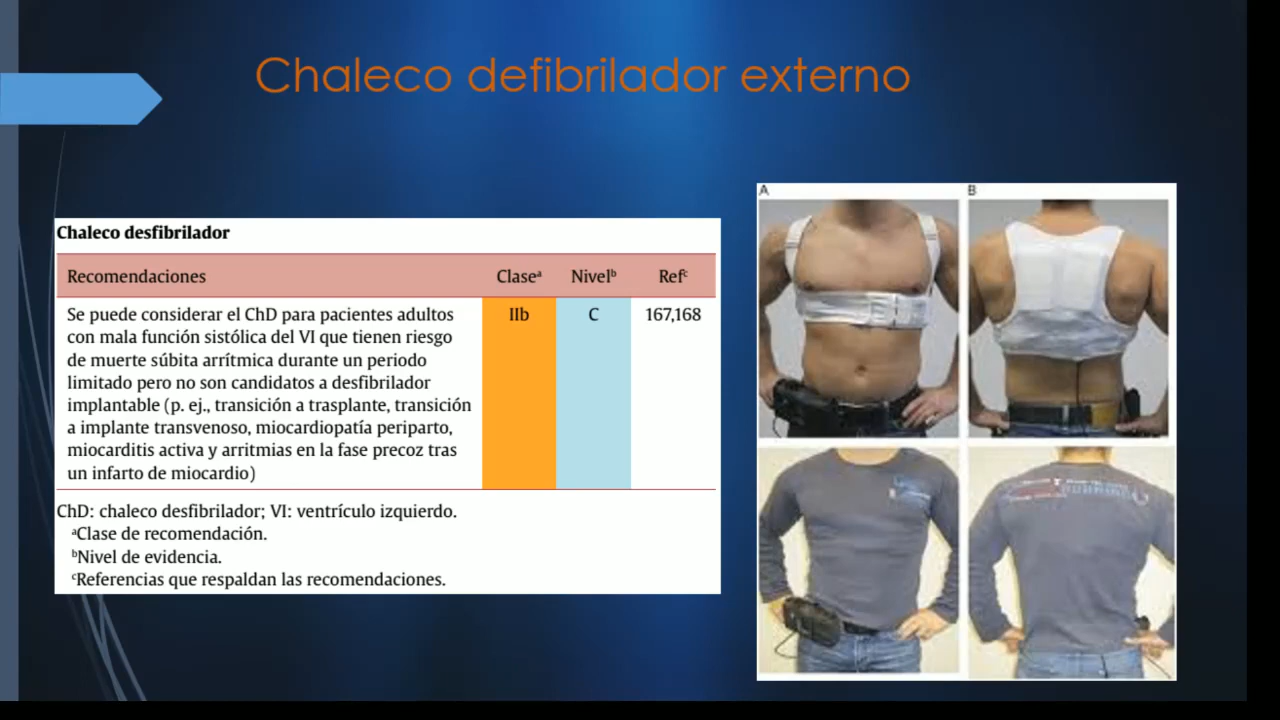 Chaleco defibrilador externo
Chaleco desfibrilador
Recomendaciones Claseᵃ Nivelᵇ Refᶜ
Se puede considerar el ChD para pacientes adultos IIb C 167,168
con mala función sistólica del VI que tienen riesgo
de muerte súbita arrítmica durante un periodo
limitado pero no son candidatos a desfibrilador
implantable (p. ej., transición a trasplante, transición
a implante transvenoso, miocardiopatía periparto,
miocarditis activa y arritmias en la fase precoz tras
un infarto de miocardio)
ChD: chaleco desfibrilador; VI: ventrículo izquierdo.
ᵃClase de recomendación.
ᵇNivel de evidencia.
ᶜReferencias que respaldan las recomendaciones.
A B